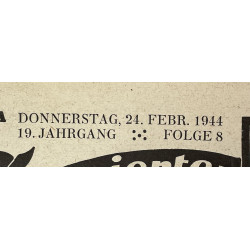 DONNERSTAG, 24. FEBR. 1944
19. JAHRGANG ⁘ FOLGE 8